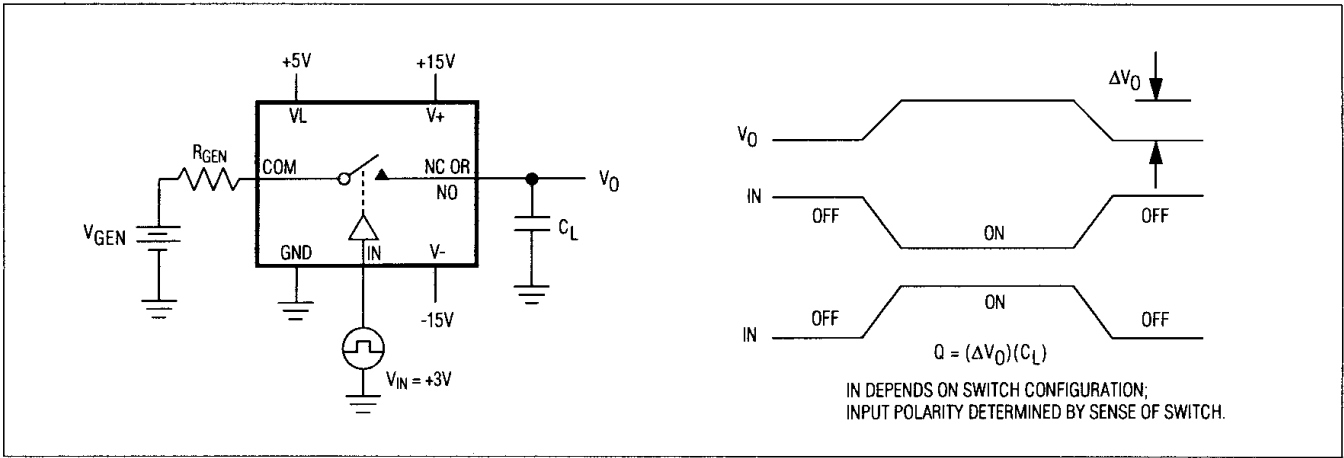 +5V
+15V
VL
V+
RGEN
COM
NC OR
NO
VO
VGEN
CL
GND
IN
V-
-15V
VIN = +3V
ΔVO
VO
IN
OFF
ON
OFF
IN
OFF
ON
OFF
Q = (ΔVO)(CL)
IN DEPENDS ON SWITCH CONFIGURATION;
INPUT POLARITY DETERMINED BY SENSE OF SWITCH.